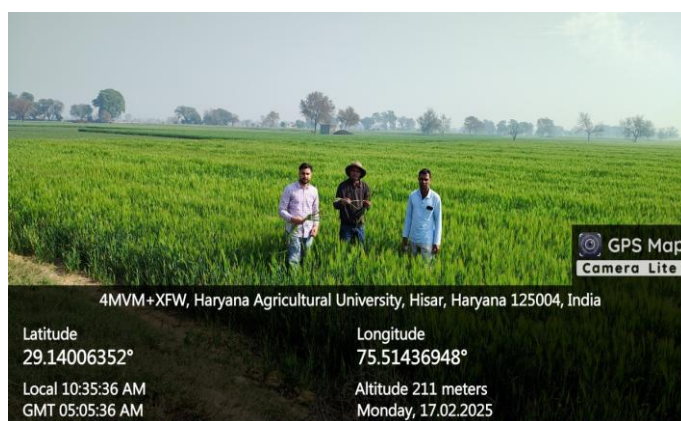 GPS Map
Camera Lite
4MVM+XFW, Haryana Agricultural University, Hisar, Haryana 125004, India
Latitude
29.14006352°
Longitude
75.51436948°
Local 10:35:36 AM
GMT 05:05:36 AM
Altitude 211 meters
Monday, 17.02.2025